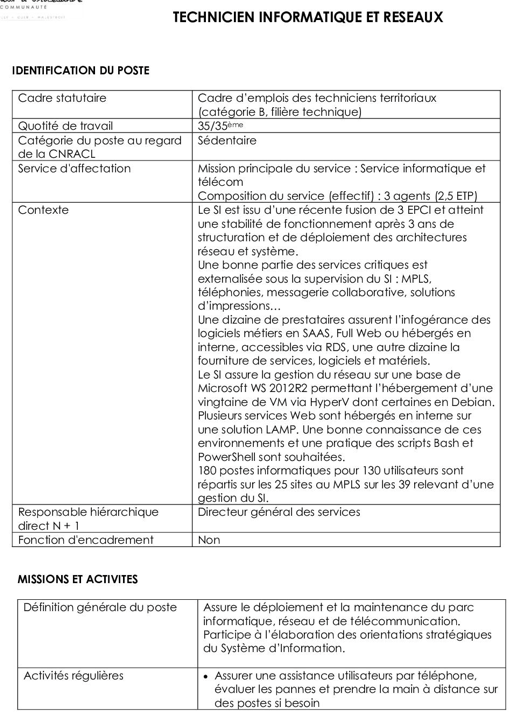 COMMUNAUTÉ
TECHNICIEN INFORMATIQUE ET RESEAUX
IDENTIFICATION DU POSTE
Cadre statutaire
Cadre d'emplois des techniciens territoriaux
(catégorie B, filière technique)
Quotité de travail
35/35ème
Catégorie du poste au regard
de la CNRACL
Sédentaire
Service d'affectation
Mission principale du service : Service informatique et
télécom
Composition du service (effectif) : 3 agents (2,5 ETP)
Contexte
Le SI est issu d'une récente fusion de 3 EPCI et atteint
une stabilité de fonctionnement après 3 ans de
structuration et de déploiement des architectures
réseau et système.
Une bonne partie des services critiques est
externalisée sous la supervision du SI : MPLS,
téléphonies, messagerie collaborative, solutions
d'impressions…
Une dizaine de prestataires assurent l'infogérance des
logiciels métiers en SAAS, Full Web ou hébergés en
interne, accessibles via RDS, une autre dizaine la
fourniture de services, logiciels et matériels.
Le SI assure la gestion du réseau sur une base de
Microsoft WS 2012R2 permettant l'hébergement d'une
vingtaine de VM via HyperV dont certaines en Debian.
Plusieurs services Web sont hébergés en interne sur
une solution LAMP. Une bonne connaissance de ces
environnements et une pratique des scripts Bash et
PowerShell sont souhaitées.
180 postes informatiques pour 130 utilisateurs sont
répartis sur les 25 sites au MPLS sur les 39 relevant d'une
gestion du SI.
Responsable hiérarchique
direct N + 1
Directeur général des services
Fonction d'encadrement
Non
MISSIONS ET ACTIVITES
Définition générale du poste
Assure le déploiement et la maintenance du parc
informatique, réseau et de télécommunication.
Participe à l'élaboration des orientations stratégiques
du Système d'Information.
Activités régulières
• Assurer une assistance utilisateurs par téléphone,
évaluer les pannes et prendre la main à distance sur
des postes si besoin